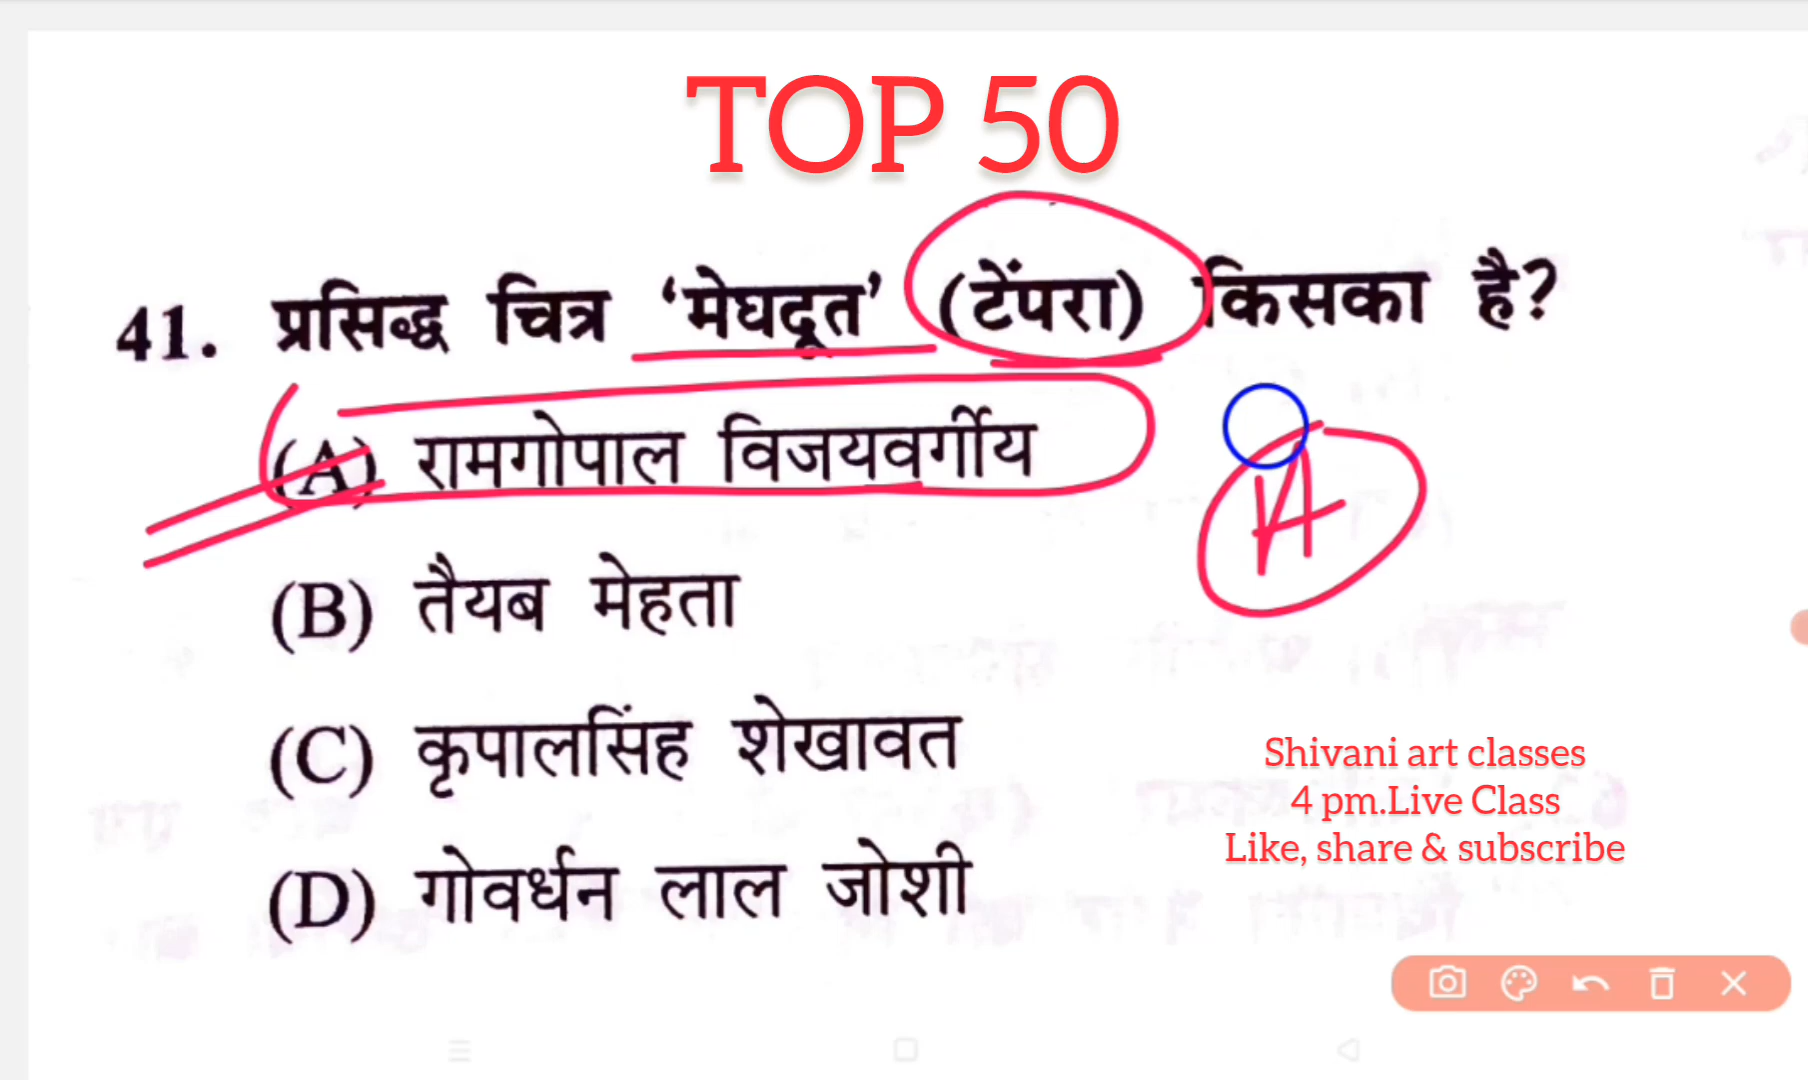 TOP 50
41. प्रसिद्ध चित्र ‘मेघदूत’ (टेंपरा) किसका है?
(A) रामगोपाल विजयवर्गीय
A
(B) तैयब मेहता
(C) कृपालसिंह शेखावत
(D) गोवर्धन लाल जोशी
Shivani art classes
4 pm.Live Class
Like, share & subscribe